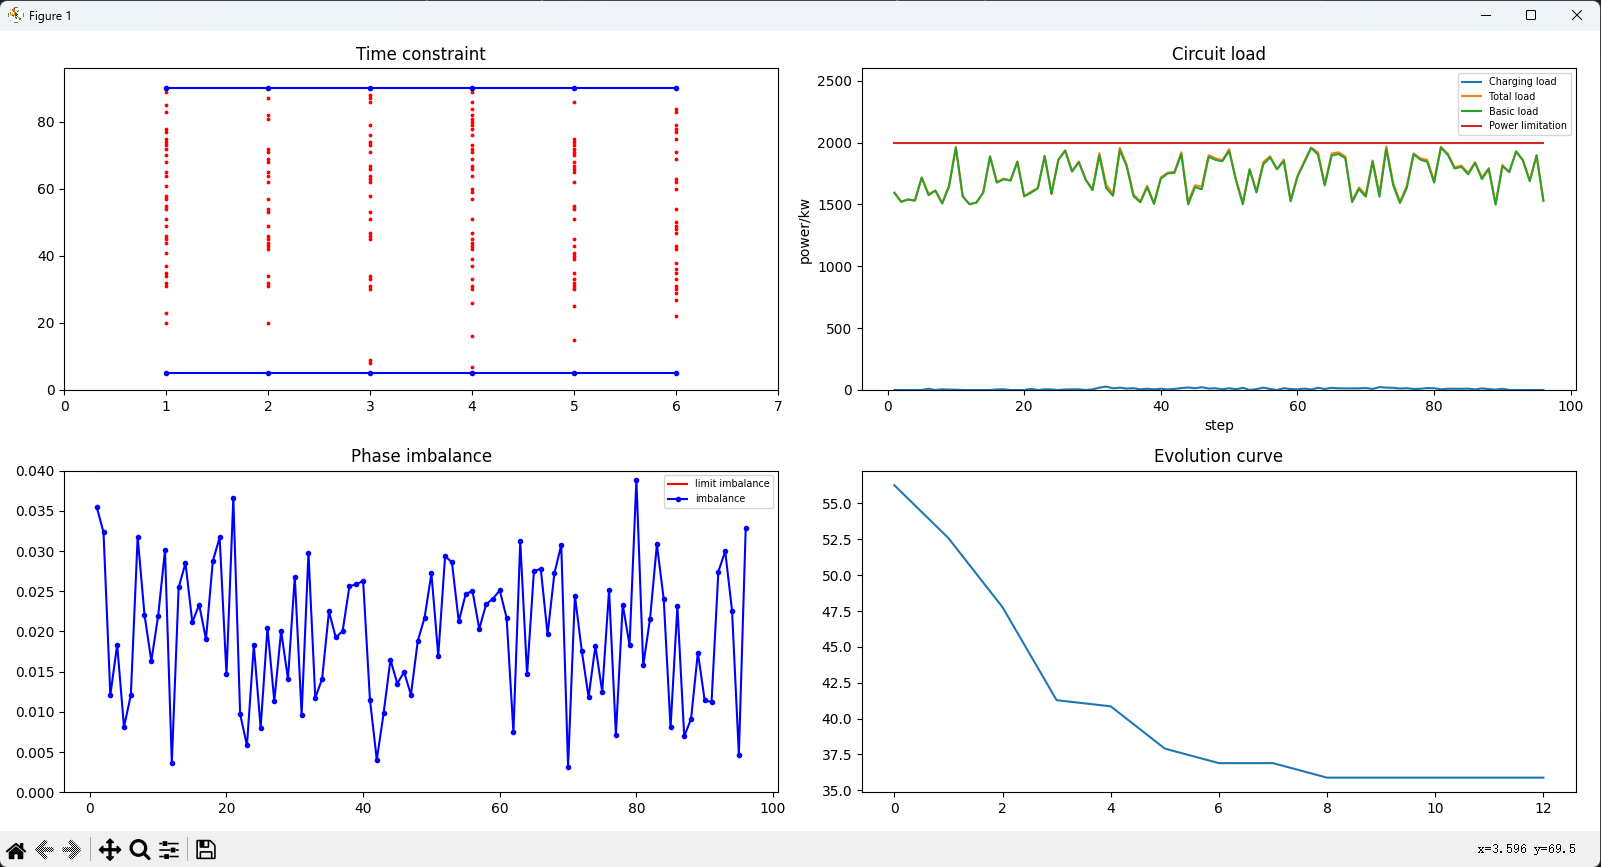 Figure 1
Time constraint
80
60
40
20
0
0 1 2 3 4 5 6 7
Circuit load
2500
2000
1500
1000
500
0
power/kw
Charging load
Total load
Basic load
Power limitation
0 20 40 60 80 100
step
Phase imbalance
0.040
0.035
0.030
0.025
0.020
0.015
0.010
0.005
0.000
limit imbalance
imbalance
0 20 40 60 80 100
Evolution curve
55.0
52.5
50.0
47.5
45.0
42.5
40.0
37.5
35.0
0 2 4 6 8 10 12
x=3.596 y=69.5